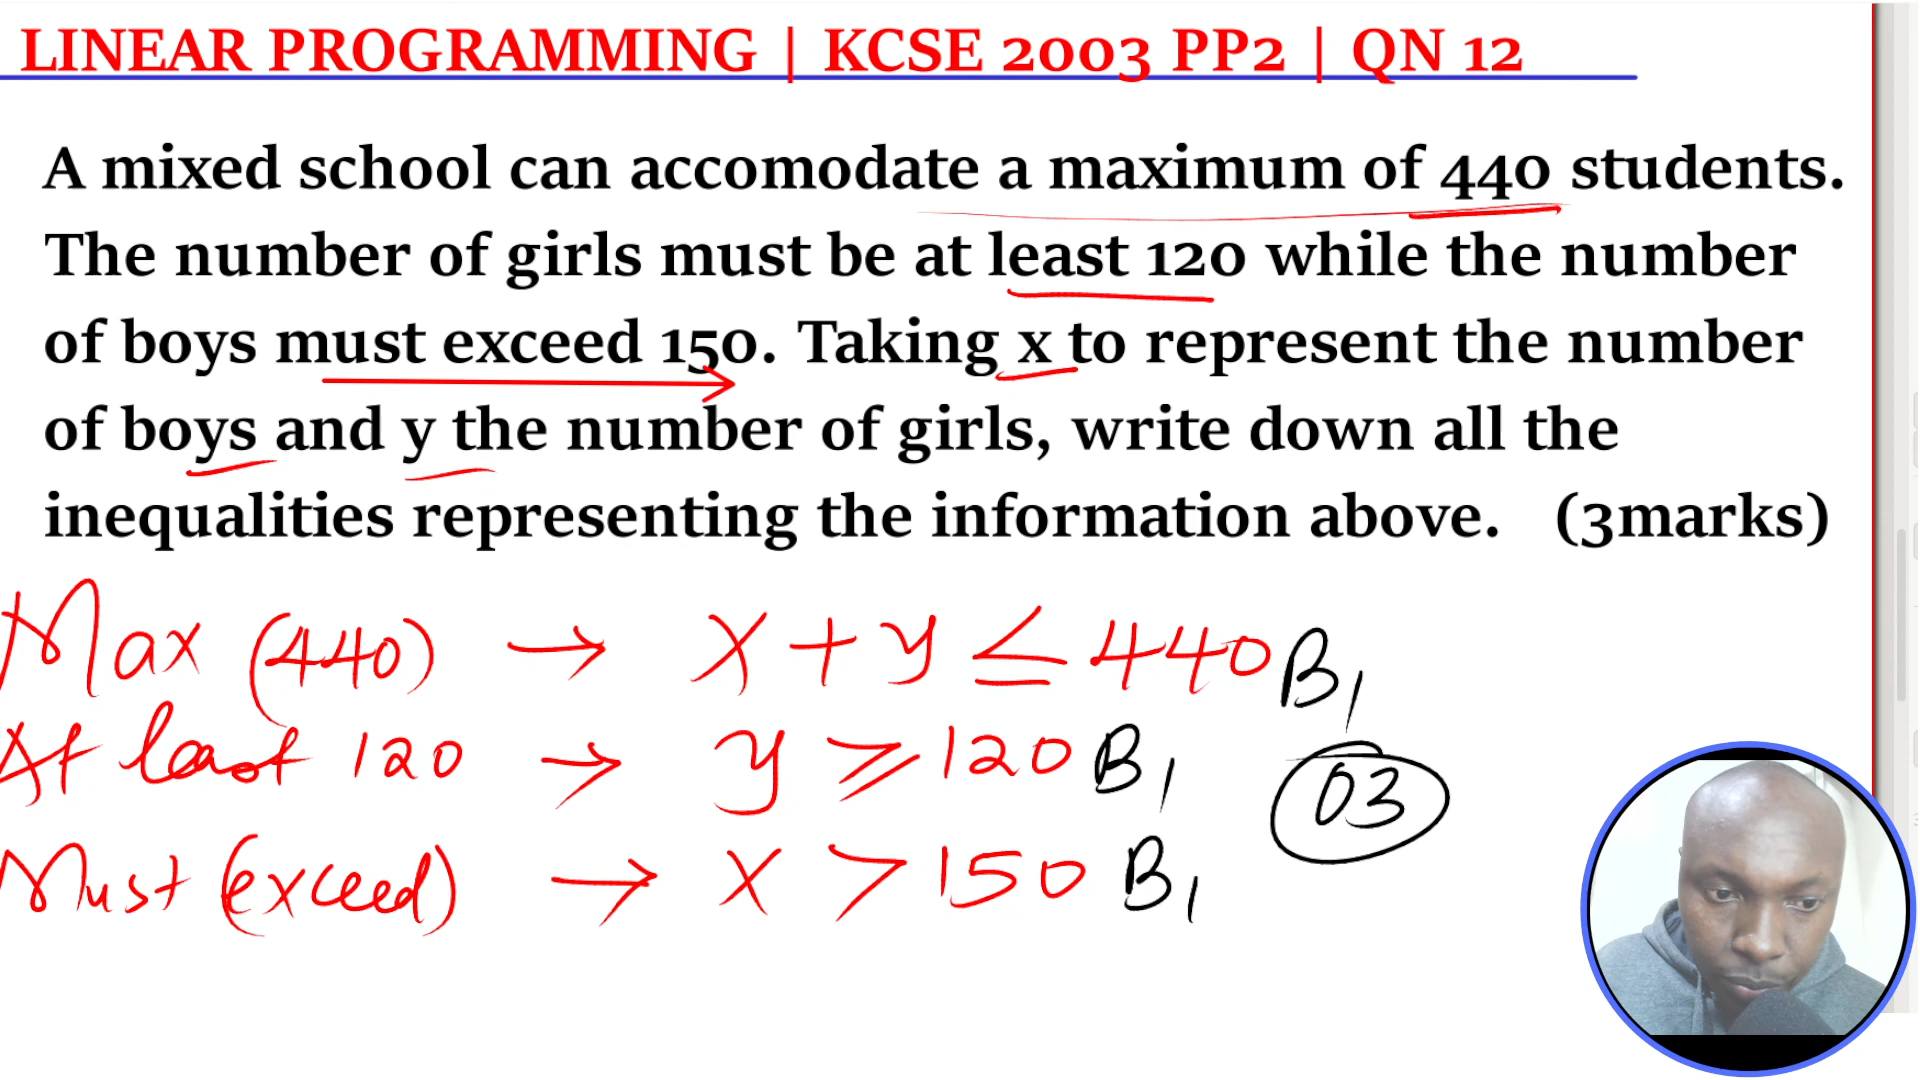 LINEAR PROGRAMMING | KCSE 2003 PP2 | QN 12
A mixed school can accomodate a maximum of 440 students.
The number of girls must be at least 120 while the number
of boys must exceed 150. Taking x to represent the number
of boys and y the number of girls, write down all the
inequalities representing the information above. (3marks)
Max (440) → x + y ≤ 440 B1
At least 120 → y ≥ 120 B1
03
Must (exceed) → x > 150 B1